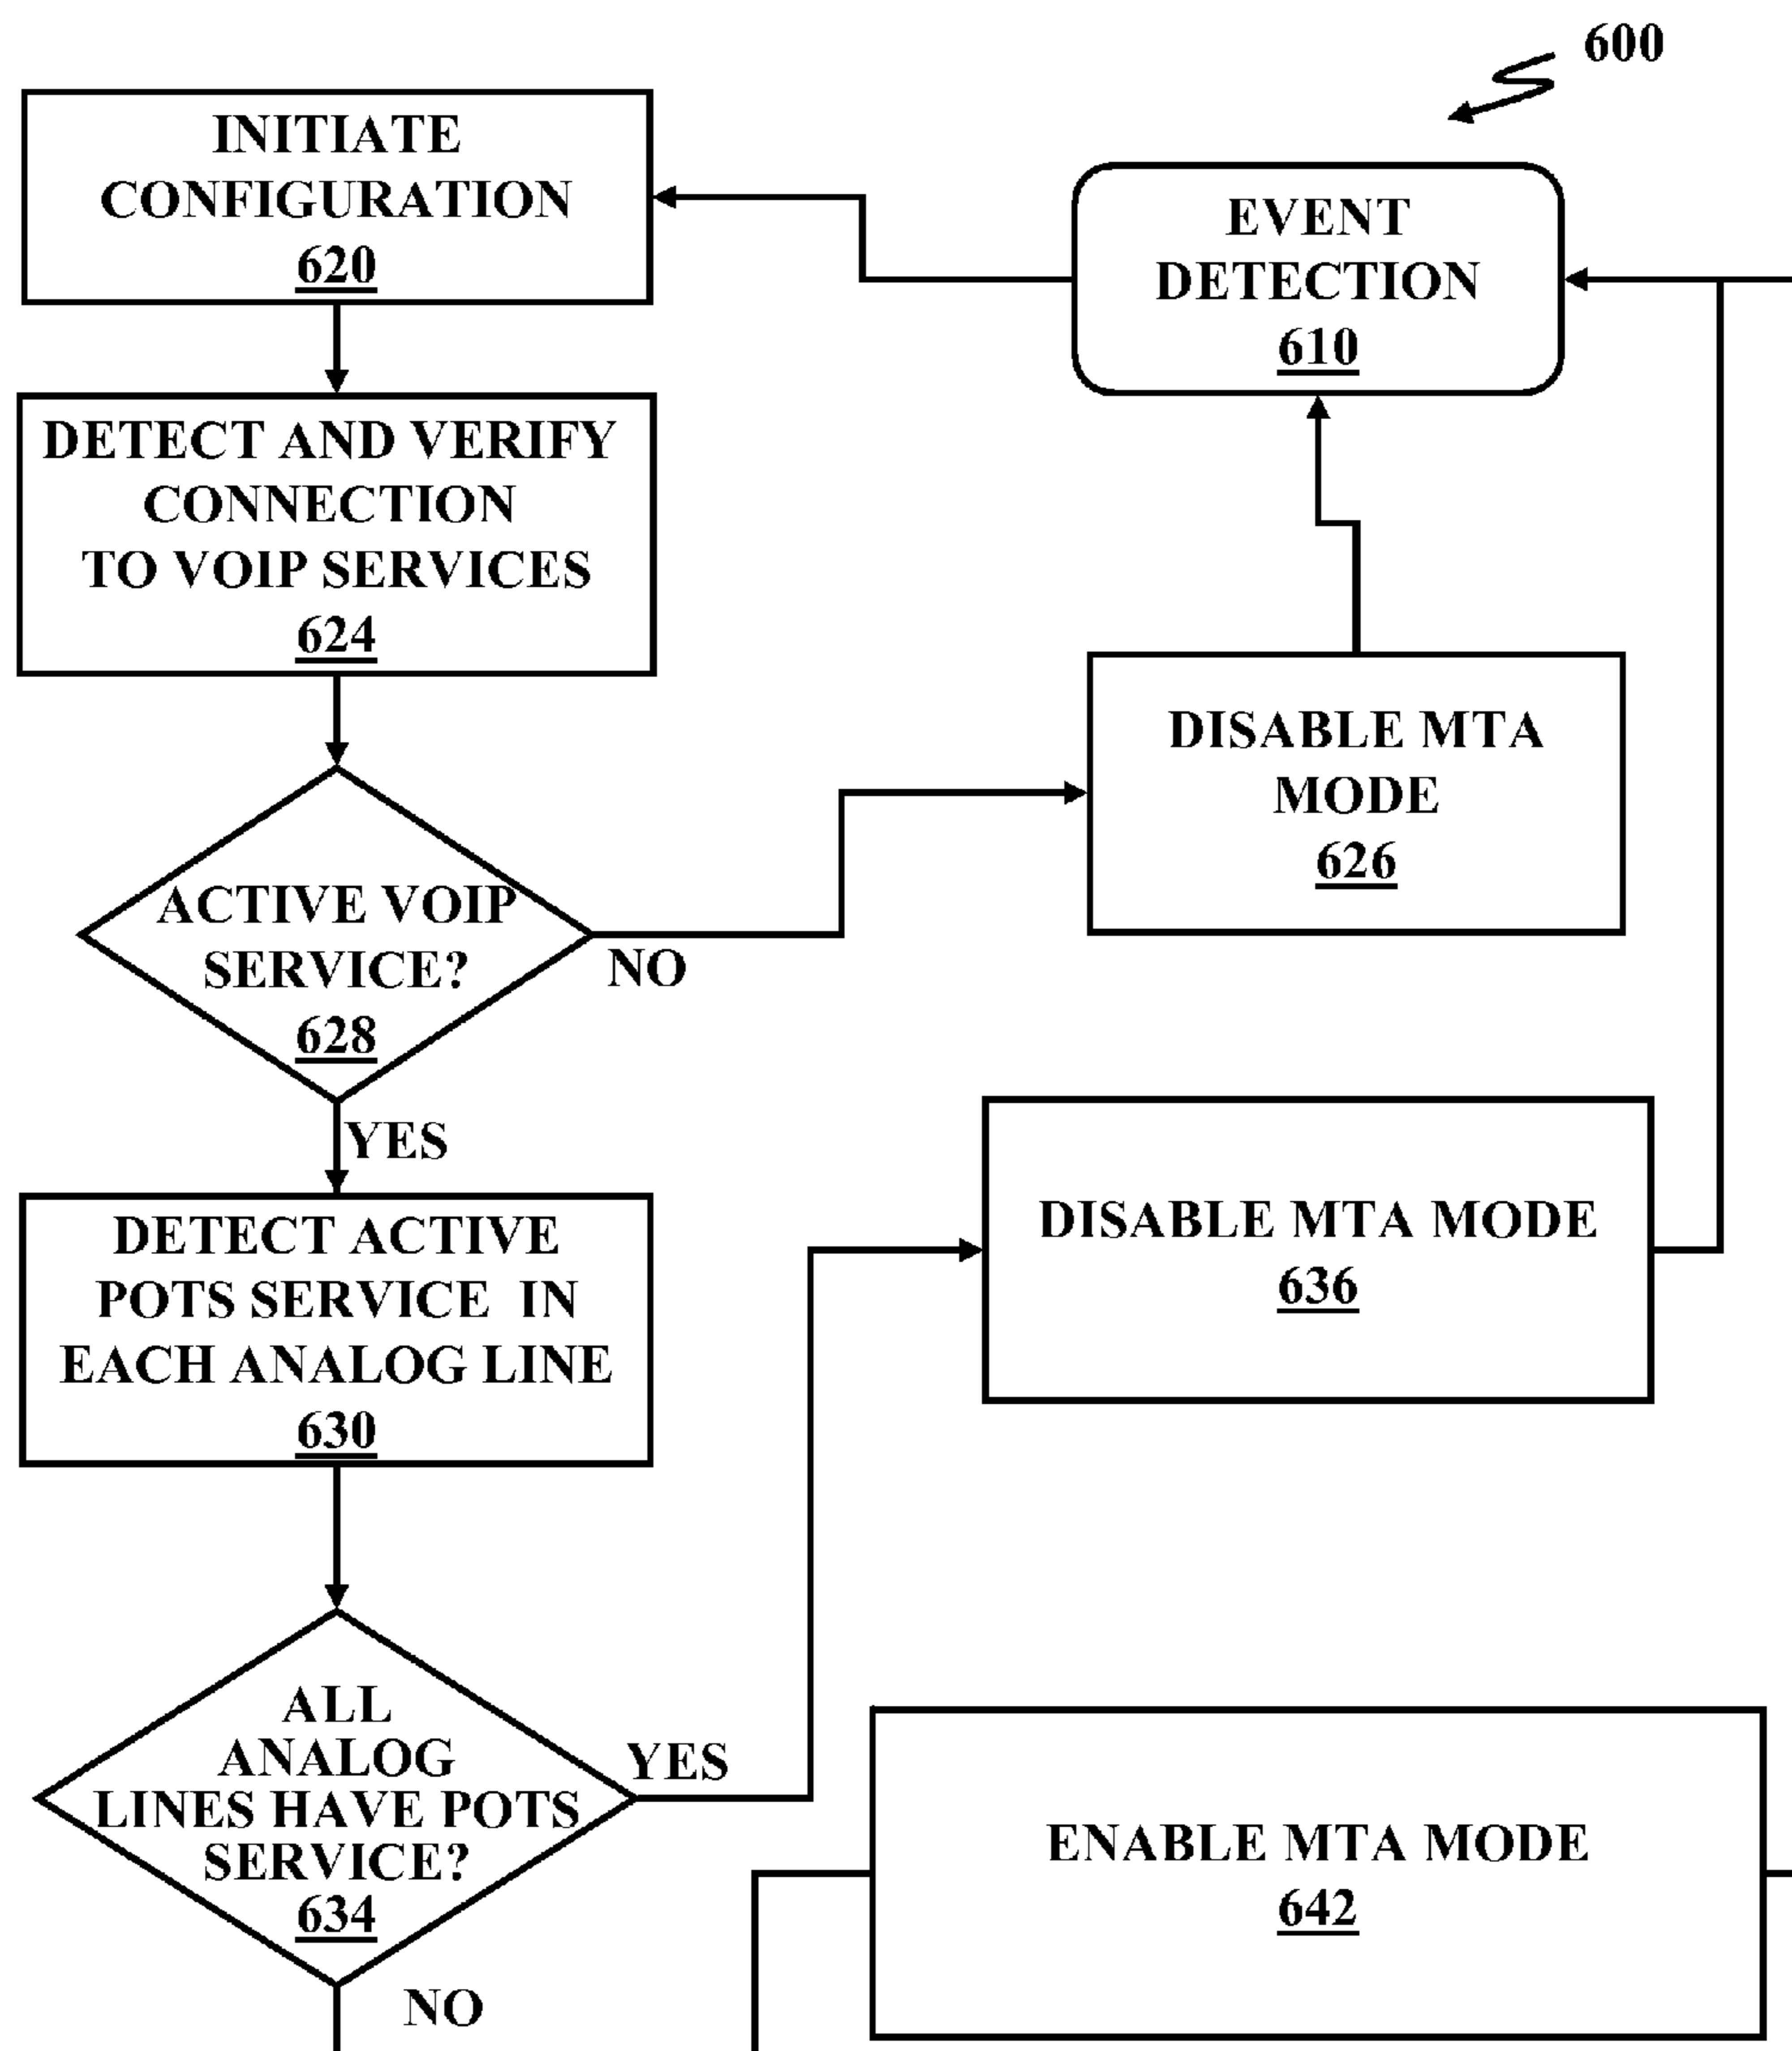 600
INITIATE
CONFIGURATION
620
EVENT
DETECTION
610
DETECT AND VERIFY
CONNECTION
TO VOIP SERVICES
624
DISABLE MTA
MODE
626
ACTIVE VOIP
SERVICE?
628
NO
YES
DETECT ACTIVE
POTS SERVICE IN
EACH ANALOG LINE
630
DISABLE MTA MODE
636
ALL
ANALOG
LINES HAVE POTS
SERVICE?
634
YES
NO
ENABLE MTA MODE
642